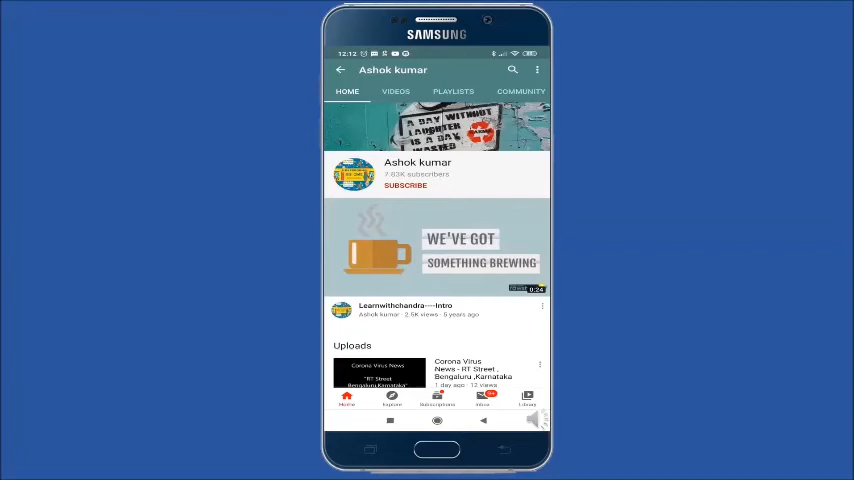 SAMSUNG
12:12
Ashok kumar
HOME VIDEOS PLAYLISTS COMMUNITY
A DAY WITHOUT
LAUGHTER
IS A DAY
WASTED
Ashok kumar
7.83K subscribers
SUBSCRIBE
WE'VE GOT
SOMETHING BREWING
0:24
Learnwithchandra----Intro
Ashok kumar · 2.5K views · 5 years ago
Uploads
Corona Virus News
"RT Street
Bengaluru,Karnataka"
Corona Virus
News - RT Street ,
Bengaluru ,Karnataka
1 day ago · 13 views
Home Explore Subscriptions Inbox Library